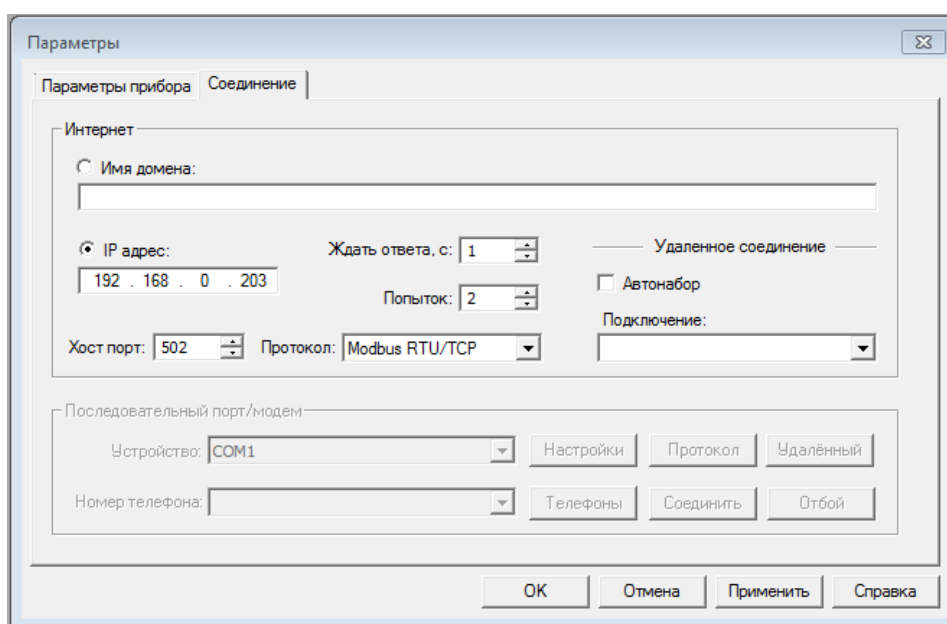 Параметры
Параметры прибора Соединение
Интернет
Имя домена:
IP адрес: Ждать ответа, с: 1 Удаленное соединение
192 . 168 . 0 . 203 Автонабор
Попыток: 2
Подключение:
Хост порт: 502 Протокол: Modbus RTU/TCP
Последовательный порт/модем
Устройство: COM1 Настройки Протокол Удалённый
Номер телефона: Телефоны Соединить Отбой
OK Отмена Применить Справка